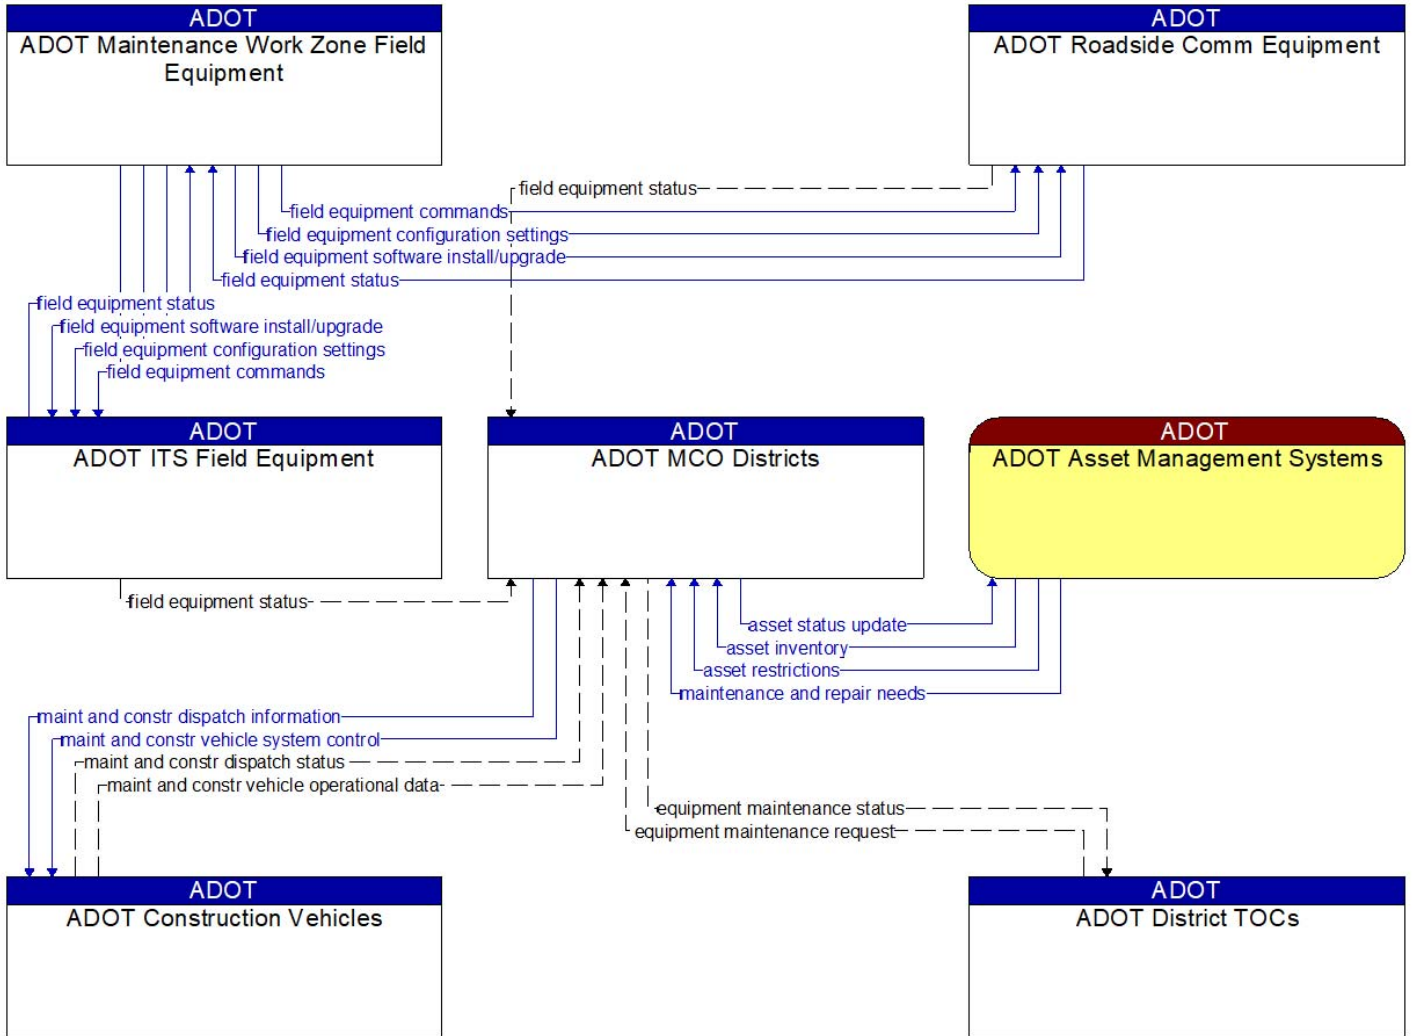 ADOT
ADOT Maintenance Work Zone Field
Equipment
ADOT
ADOT Roadside Comm Equipment
field equipment status
field equipment commands
field equipment configuration settings
field equipment software install/upgrade
field equipment status
field equipment status
field equipment software install/upgrade
field equipment configuration settings
field equipment commands
ADOT
ADOT ITS Field Equipment
ADOT
ADOT MCO Districts
ADOT
ADOT Asset Management Systems
field equipment status
asset status update
asset inventory
asset restrictions
maintenance and repair needs
maint and constr dispatch information
maint and constr vehicle system control
maint and constr dispatch status
maint and constr vehicle operational data
equipment maintenance status
equipment maintenance request
ADOT
ADOT Construction Vehicles
ADOT
ADOT District TOCs